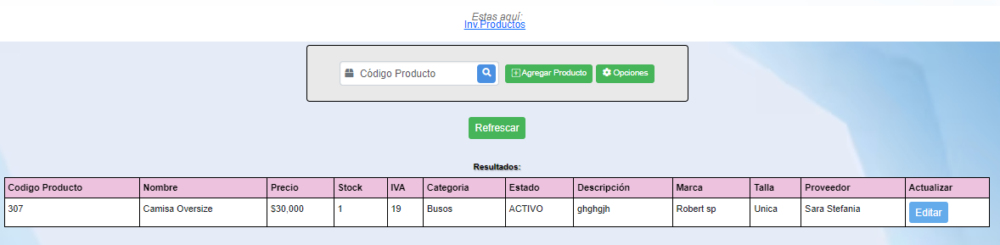 Estas aquí:
Inv.Productos
Código Producto Agregar Producto Opciones
Refrescar
Resultados:
Codigo Producto Nombre Precio Stock IVA Categoria Estado Descripción Marca Talla Proveedor Actualizar
307 Camisa Oversize $30,000 1 19 Busos ACTIVO ghghgjh Robert sp Unica Sara Stefania Editar